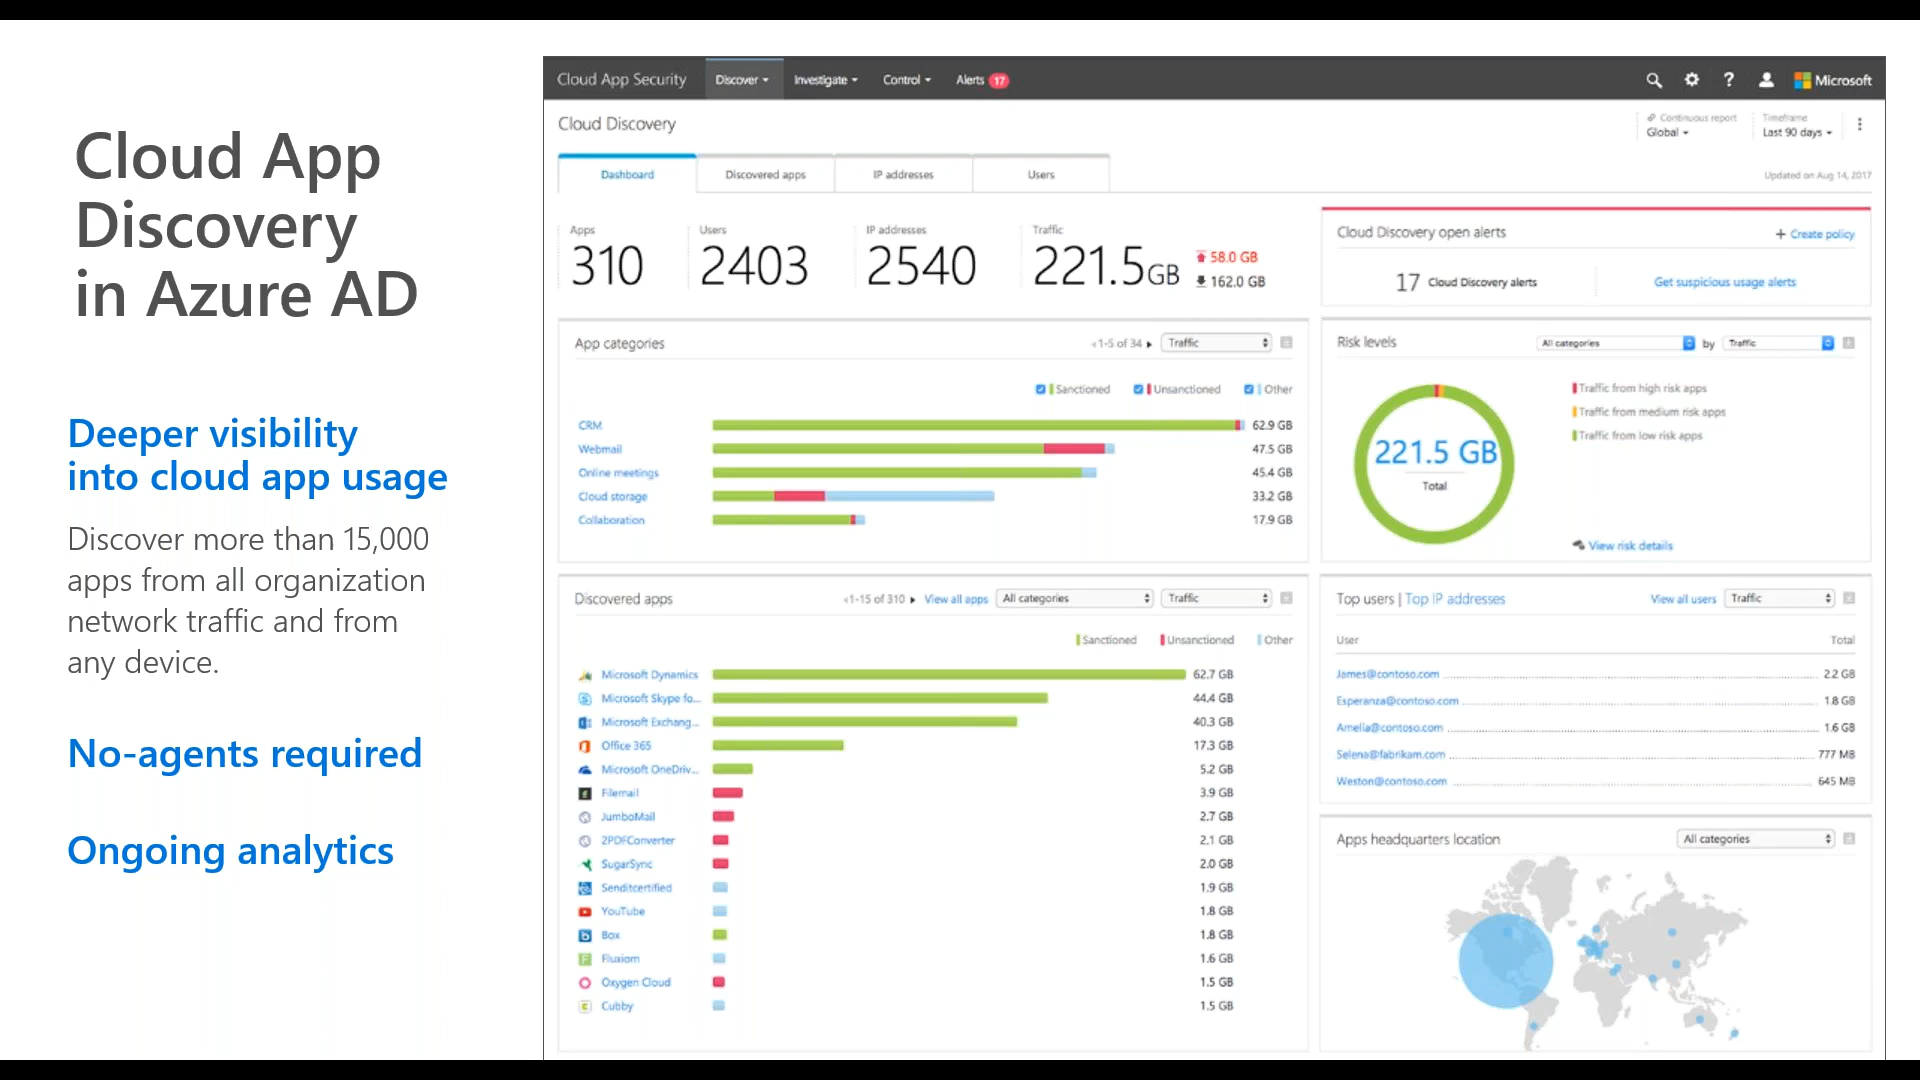 Cloud App
Discovery
in Azure AD
Deeper visibility
into cloud app usage
Discover more than 15,000
apps from all organization
network traffic and from
any device.
No-agents required
Ongoing analytics
Cloud App Security Discover Investigate Control Alerts 17 ? Microsoft
Cloud Discovery
Continuous report
Global
Timeframe
Last 90 days
Dashboard Discovered apps IP addresses Users
Updated on Aug 14, 2017
Apps
310
Users
2403
IP addresses
2540
Traffic
221.5GB
58.0 GB
162.0 GB
Cloud Discovery open alerts + Create policy
17 Cloud Discovery alerts Get suspicious usage alerts
App categories 1-5 of 34 Traffic
Sanctioned Unsanctioned Other
CRM 62.9 GB
Webmail 47.5 GB
Online meetings 45.4 GB
Cloud storage 33.2 GB
Collaboration 17.9 GB
Risk levels All categories by Traffic
221.5 GB
Total
Traffic from high risk apps
Traffic from medium risk apps
Traffic from low risk apps
View risk details
Discovered apps 1-15 of 310 View all apps All categories Traffic
Sanctioned Unsanctioned Other
Microsoft Dynamics 62.7 GB
Microsoft Skype fo... 44.4 GB
Microsoft Exchang... 40.3 GB
Office 365 17.3 GB
Microsoft OneDriv... 5.2 GB
Filemail 3.9 GB
JumboMail 2.7 GB
2PDFConverter 2.1 GB
SugarSync 2.0 GB
Senditcertified 1.9 GB
YouTube 1.8 GB
Box 1.8 GB
Fluxiom 1.6 GB
Oxygen Cloud 1.5 GB
Cubby 1.5 GB
Top users | Top IP addresses View all users Traffic
User Total
James@contoso.com 2.2 GB
Esperanza@contoso.com 1.8 GB
Amelia@contoso.com 1.6 GB
Selena@fabrikam.com 777 MB
Weston@contoso.com 645 MB
Apps headquarters location All categories